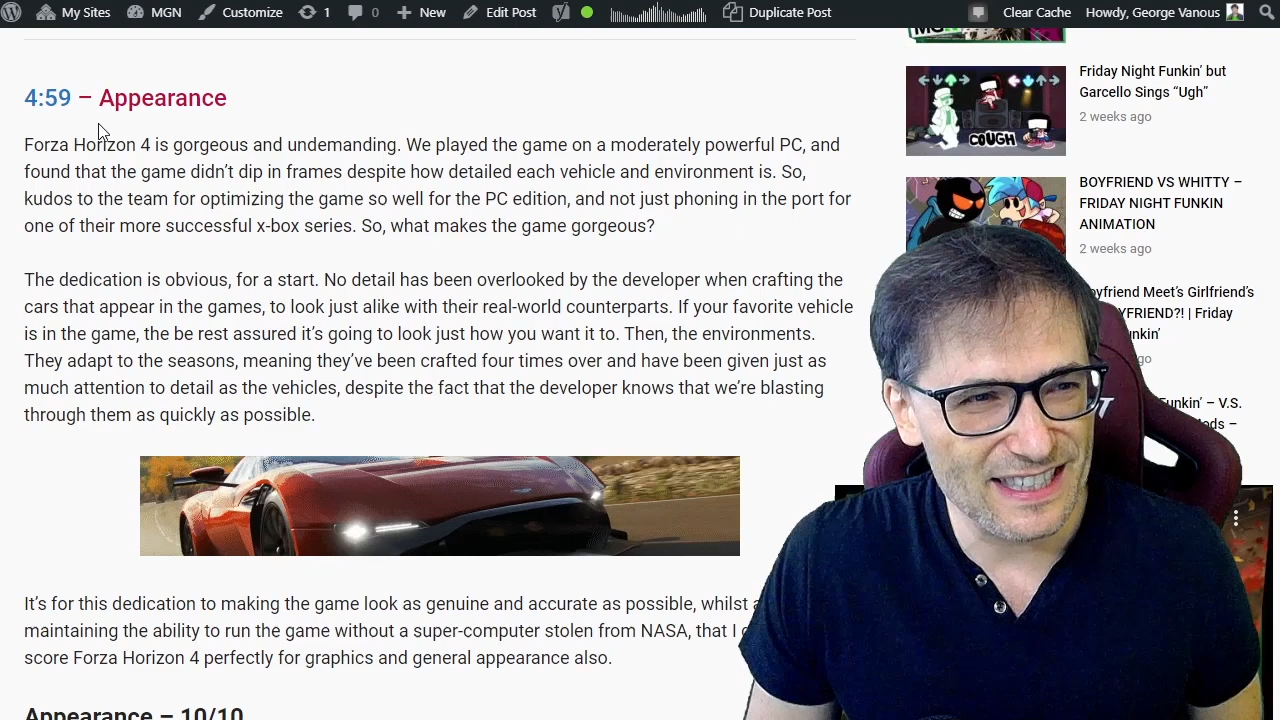 My Sites MGN Customize 1 0 New Edit Post Duplicate Post Clear Cache Howdy, George Vanous
4:59 – Appearance
Forza Horizon 4 is gorgeous and understanding. We played the game on a moderately powerful PC, and
found that the game didn’t dip in frames despite how detailed each vehicle and environment is. So,
kudos to the team for optimizing the game so well for the PC edition, and not just phoning in the port for
one of their more successful x-box series. So, what makes the game gorgeous?
The dedication is obvious, for a start. No detail has been overlooked by the developer when crafting the
cars that appear in the games, to look just alike with their real-world counterparts. If your favorite vehicle
is in the game, the be rest assured it’s going to look just how you want it to. Then, the environments.
They adapt to the seasons, meaning they’ve been crafted four times over and have been given just as
much attention to detail as the vehicles, despite the fact that the developer knows that we’re blasting
through them as quickly as possible.
It’s for this dedication to making the game look as genuine and accurate as possible, whilst
maintaining the ability to run the game without a super-computer stolen from NASA, that I
score Forza Horizon 4 perfectly for graphics and general appearance also.
Appearance – 10/10
COUGH
Friday Night Funkin’ but
Garcello Sings “Ugh”
2 weeks ago
BOYFRIEND VS WHITTY –
FRIDAY NIGHT FUNKIN
ANIMATION
2 weeks ago
Meet’s Girlfriend’s
Friday
– V.S.